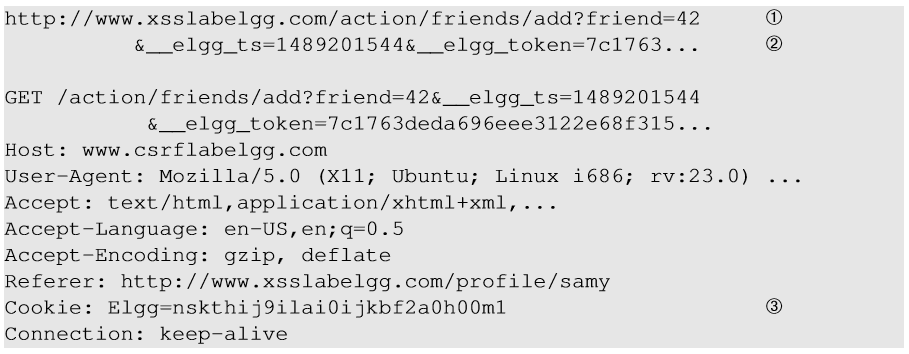 http://www.xsslabelgg.com/action/friends/add?friend=42 ①
&__elgg_ts=1489201544&__elgg_token=7c1763... ②
GET /action/friends/add?friend=42&__elgg_ts=1489201544
&__elgg_token=7c1763deda696eee3122e68f315...
Host: www.csrflabelgg.com
User-Agent: Mozilla/5.0 (X11; Ubuntu; Linux i686; rv:23.0) ...
Accept: text/html,application/xhtml+xml,...
Accept-Language: en-US,en;q=0.5
Accept-Encoding: gzip, deflate
Referer: http://www.xsslabelgg.com/profile/samy
Cookie: Elgg=nskthij9ilai0ijkbf2a0h00m1 ③
Connection: keep-alive